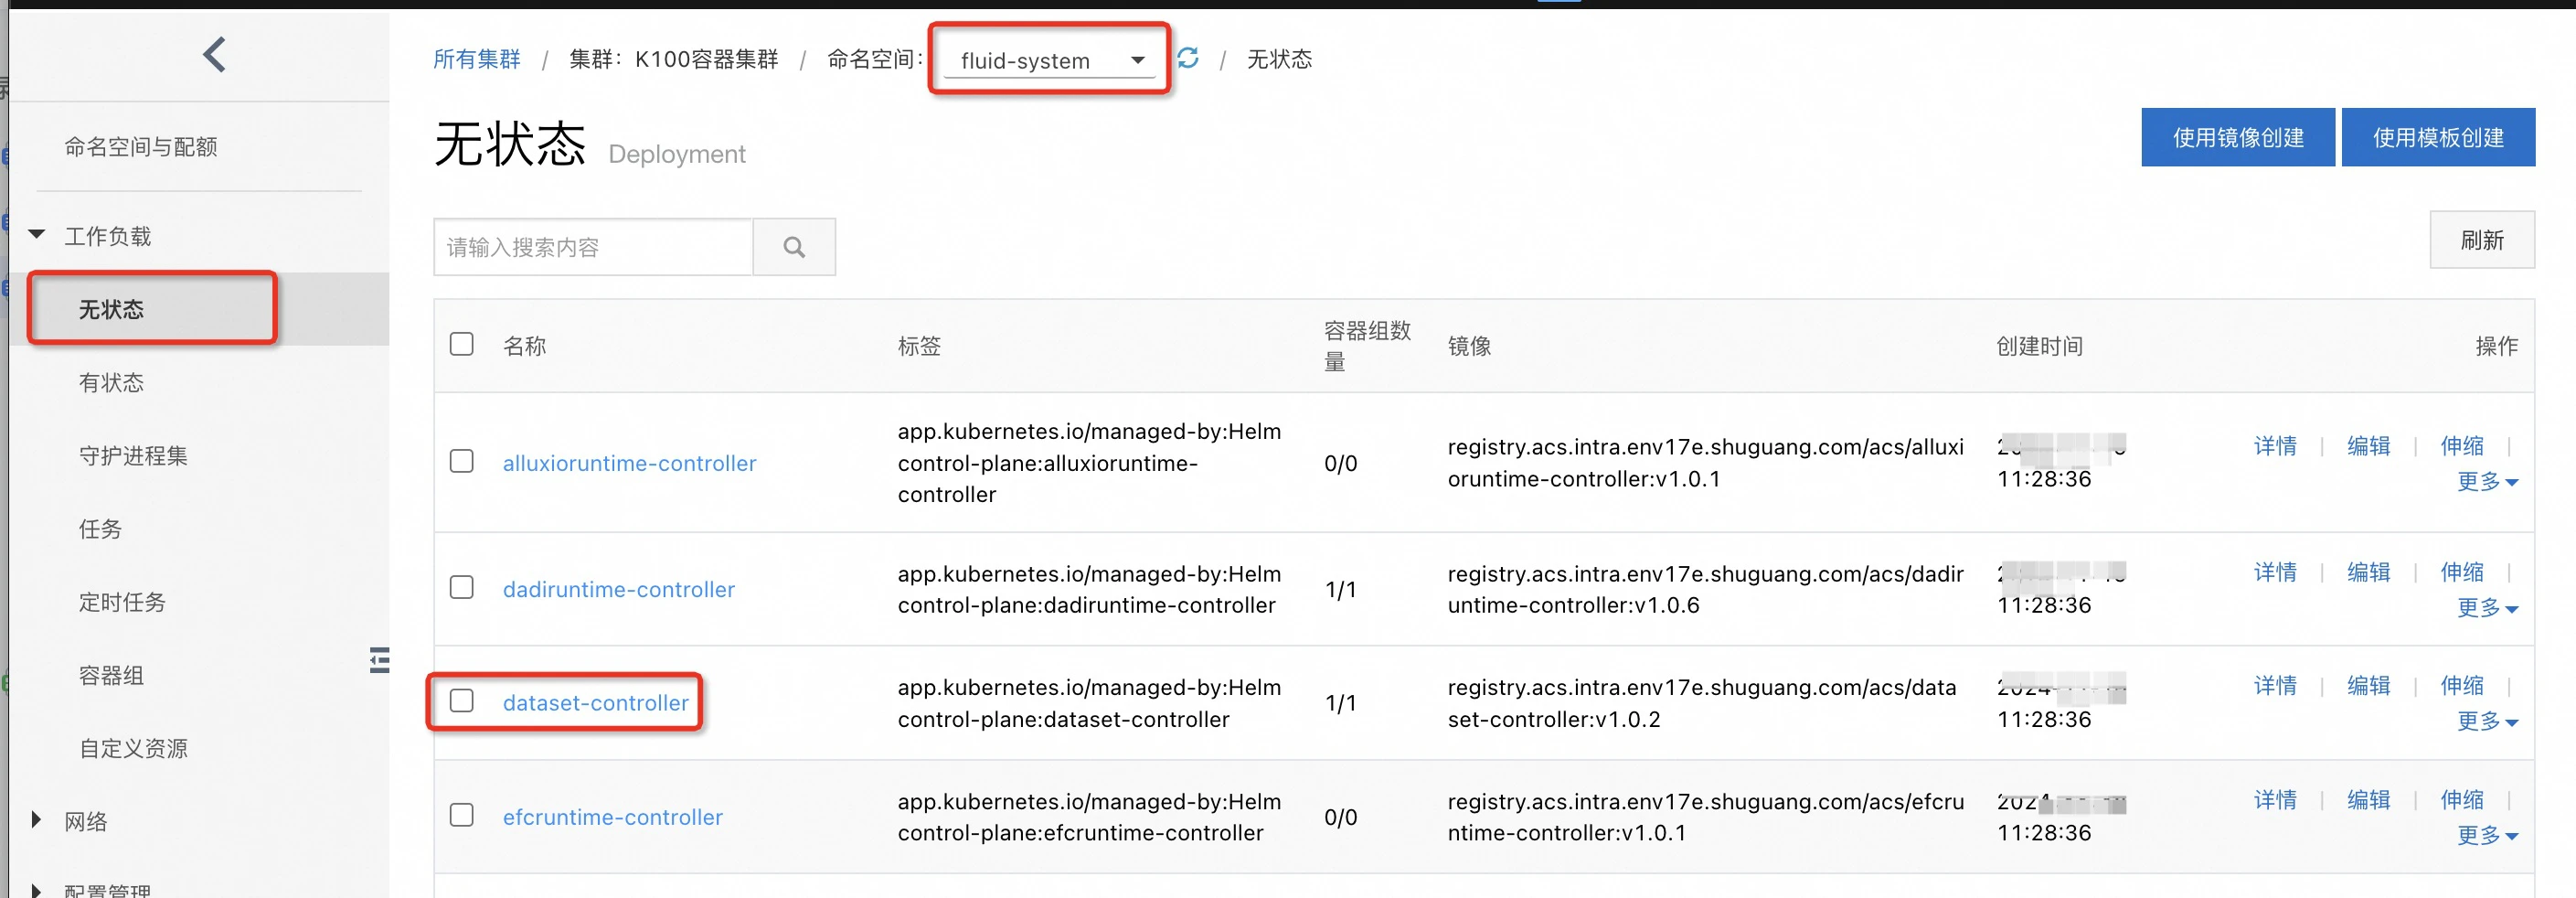 所有集群 / 集群：K100容器集群 / 命名空间：fluid-system / 无状态
命名空间与配额
工作负载
无状态
有状态
守护进程集
任务
定时任务
容器组
自定义资源
网络
配置管理
无状态 Deployment
使用镜像创建 使用模板创建
请输入搜索内容
刷新
名称 标签 容器组数 镜像 创建时间 操作
量
app.kubernetes.io/managed-by:Helm
alluxioruntime-controller control-plane:alluxioruntime- 0/0 registry.acs.intra.env17e.shuguang.com/acs/alluxi 详情 | 编辑 | 伸缩 |
controller oruntime-controller:v1.0.1 11:28:36 更多
app.kubernetes.io/managed-by:Helm registry.acs.intra.env17e.shuguang.com/acs/dadir 详情 | 编辑 | 伸缩 |
dadiruntime-controller control-plane:dadiruntime-controller 1/1 untime-controller:v1.0.6 11:28:36 更多
app.kubernetes.io/managed-by:Helm registry.acs.intra.env17e.shuguang.com/acs/data 详情 | 编辑 | 伸缩 |
dataset-controller control-plane:dataset-controller 1/1 set-controller:v1.0.2 11:28:36 更多
app.kubernetes.io/managed-by:Helm registry.acs.intra.env17e.shuguang.com/acs/efcru 详情 | 编辑 | 伸缩 |
efcruntime-controller control-plane:efcruntime-controller 0/0 ntime-controller:v1.0.1 11:28:36 更多